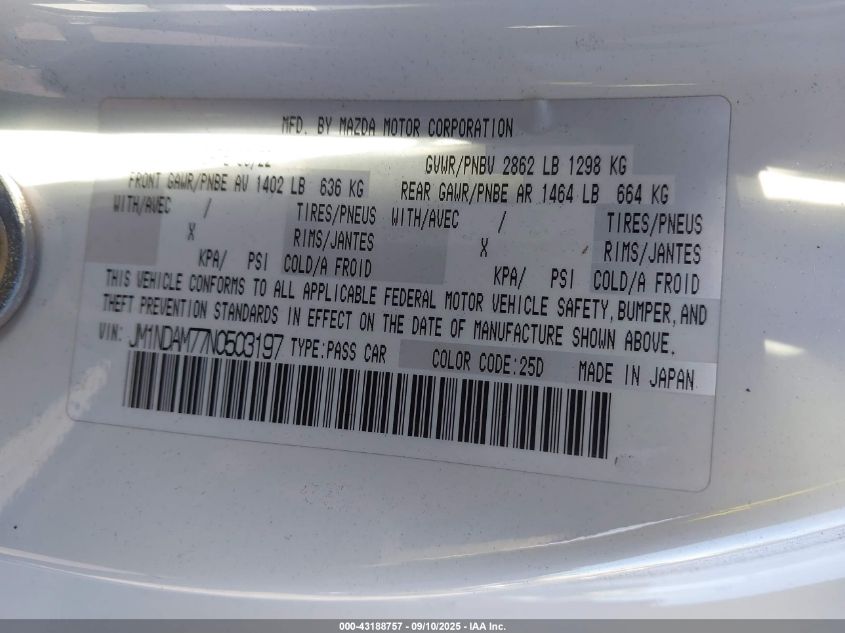 MFD. BY MAZDA MOTOR CORPORATION
GVWR/PNBV 2862 LB 1298 KG
FRONT GAWR/PNBE AV 1402 LB 636 KG REAR GAWR/PNBE AR 1464 LB 664 KG
WITH/AVEC / TIRES/PNEUS WITH/AVEC / TIRES/PNEUS
X RIMS/JANTES X RIMS/JANTES
KPA/ PSI COLD/A FROID KPA/ PSI COLD/A FROID
THIS VEHICLE CONFORMS TO ALL APPLICABLE FEDERAL MOTOR VEHICLE SAFETY, BUMPER, AND
THEFT PREVENTION STANDARDS IN EFFECT ON THE DATE OF MANUFACTURE SHOWN ABOVE.
VIN: JM1NDAM77N0503197 TYPE:PASS CAR COLOR CODE:25D MADE IN JAPAN
000-43188757 - 09/10/2025 - IAA Inc.